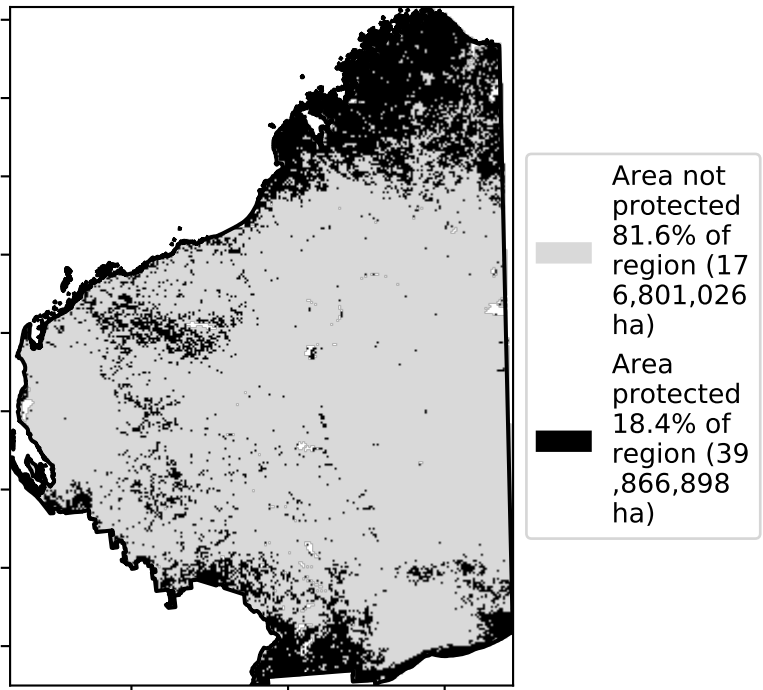 Area not
protected
81.6% of
region (17
6,801,026
ha)
Area
protected
18.4% of
region (39
,866,898
ha)